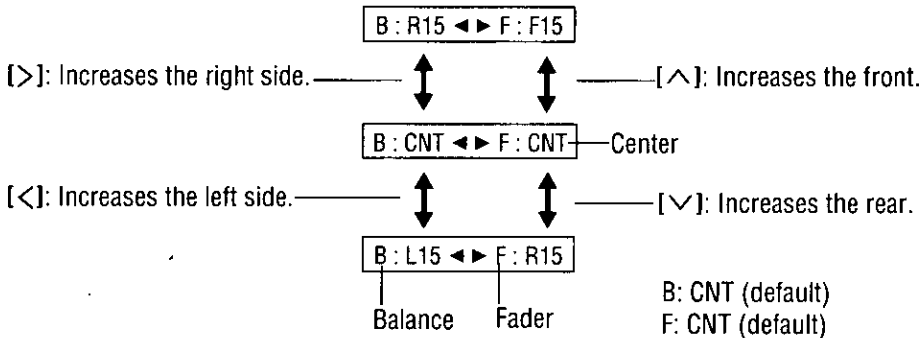 B : R15 ◄ ► F : F15
[>]: Increases the right side.
[∧]: Increases the front.
B : CNT ◄ ► F : CNT
Center
[<]: Increases the left side.
[∨]: Increases the rear.
B : L15 ◄ ► F : R15
Balance
Fader
B: CNT (default)
F: CNT (default)